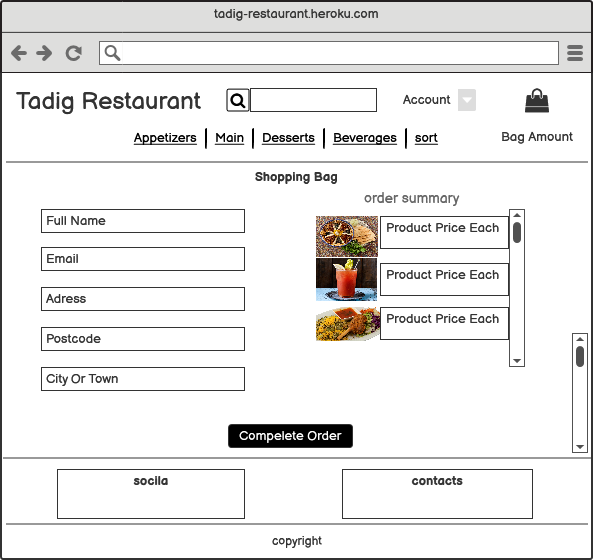 tadig-restaurant.heroku.com
Tadig Restaurant
Account
Appetizers
Main
Desserts
Beverages
sort
Bag Amount
Shopping Bag
order summary
Full Name
Email
Adress
Postcode
City Or Town
Product Price Each
Product Price Each
Product Price Each
Compelete Order
socila
contacts
copyright